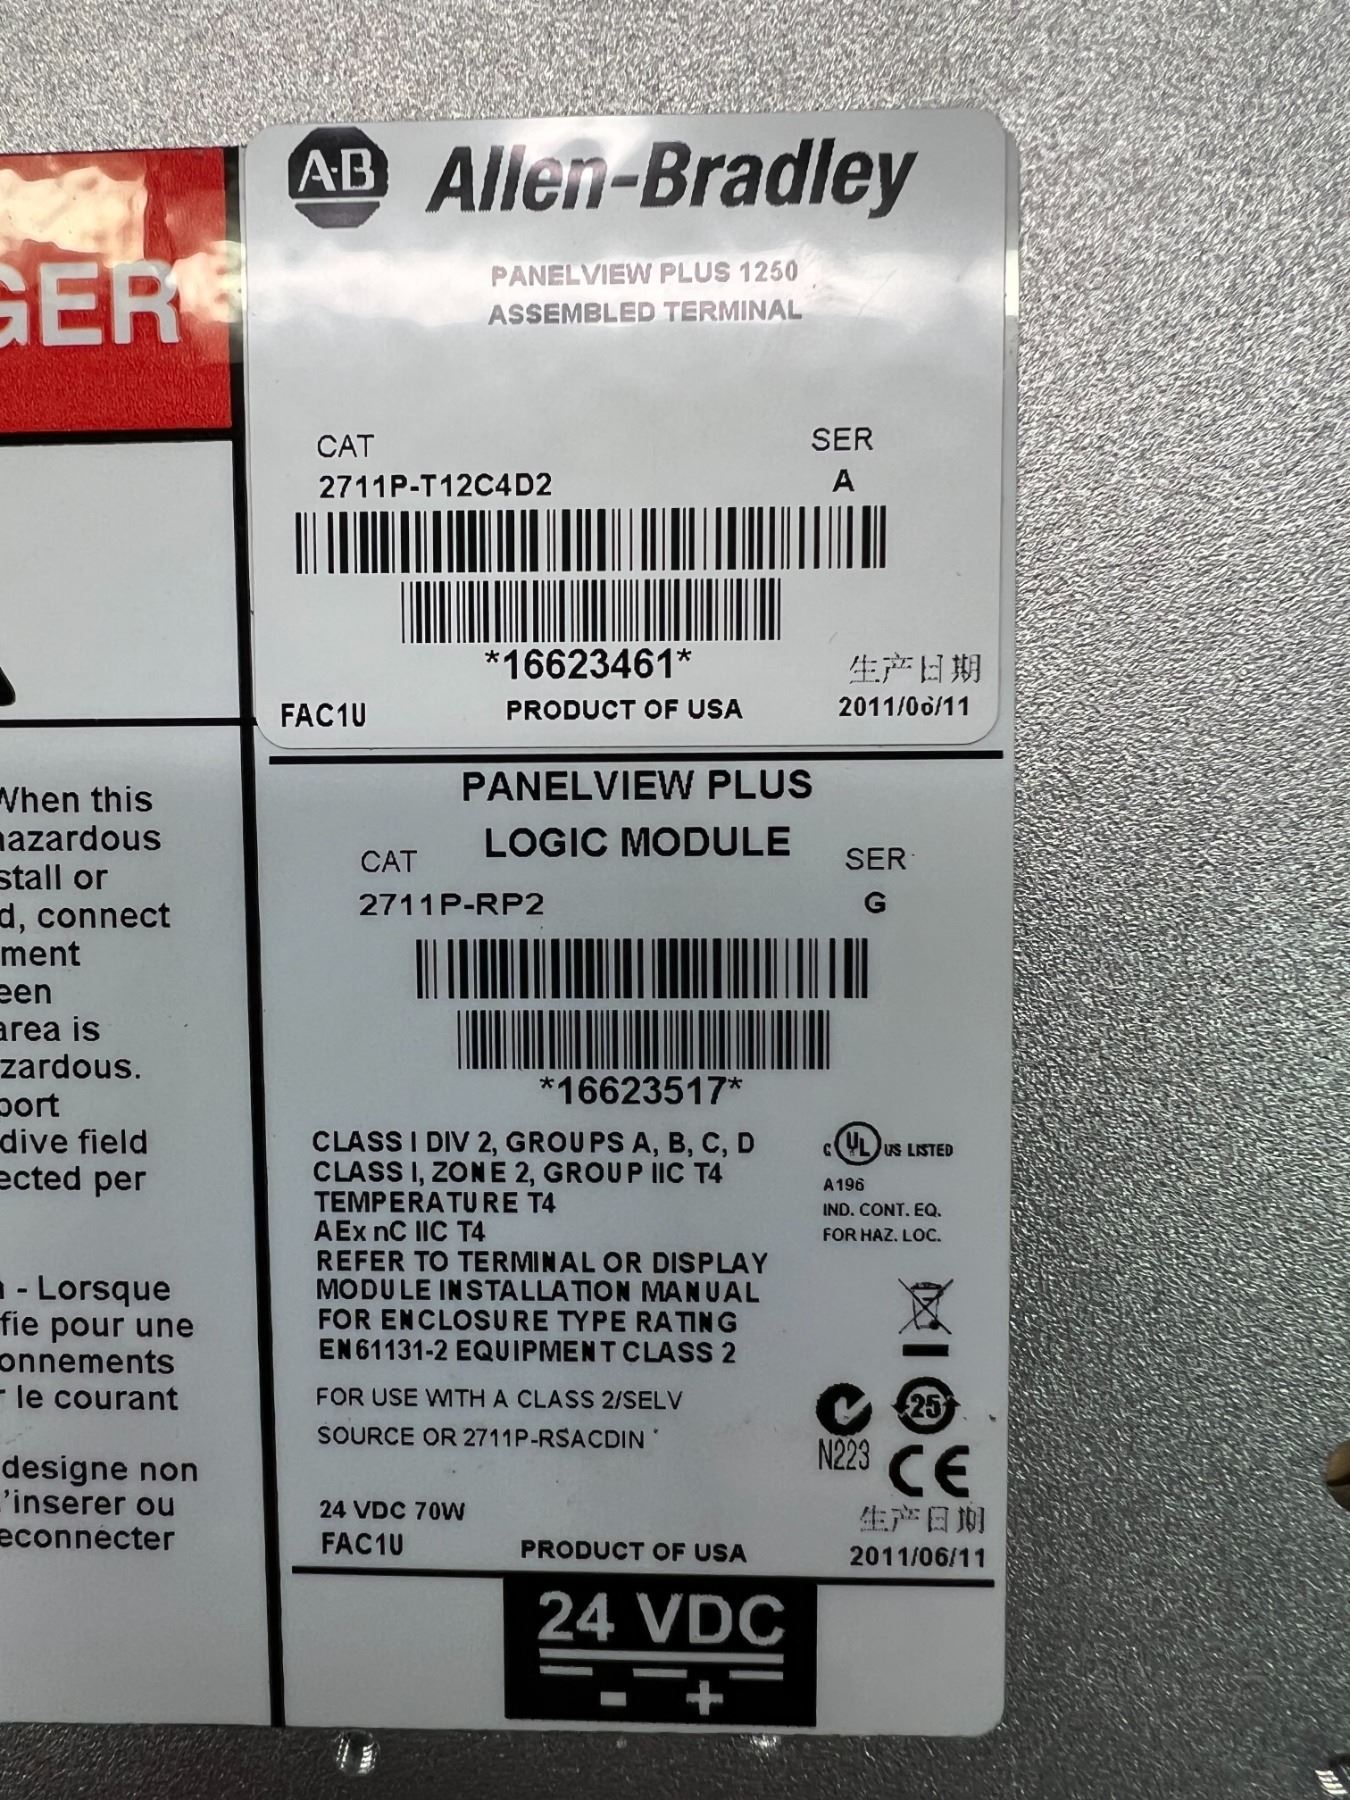 GER
A·B Allen-Bradley
PANELVIEW PLUS 1250
ASSEMBLED TERMINAL
CAT SER
2711P-T12C4D2 A
*16623461*
生产日期
FAC1U PRODUCT OF USA 2011/06/11
PANELVIEW PLUS
LOGIC MODULE
CAT SER
2711P-RP2 G
*16623517*
CLASS I DIV 2, GROUPS A, B, C, D
CLASS I, ZONE 2, GROUP IIC T4
TEMPERATURE T4
AEx nC IIC T4
REFER TO TERMINAL OR DISPLAY
MODULE INSTALLATION MANUAL
FOR ENCLOSURE TYPE RATING
EN61131-2 EQUIPMENT CLASS 2
FOR USE WITH A CLASS 2/SELV
SOURCE OR 2711P-RSACDIN
24 VDC 70W
FAC1U PRODUCT OF USA
c UL US LISTED
A196
IND. CONT. EQ.
FOR HAZ. LOC.
25
N223 CE
生产日期
2011/06/11
24 VDC
- +
When this
hazardous
stall or
d, connect
ment
een
area is
zardous.
port
dive field
ected per
- Lorsque
fie pour une
onnements
r le courant
designe non
'inserer ou
econnecter